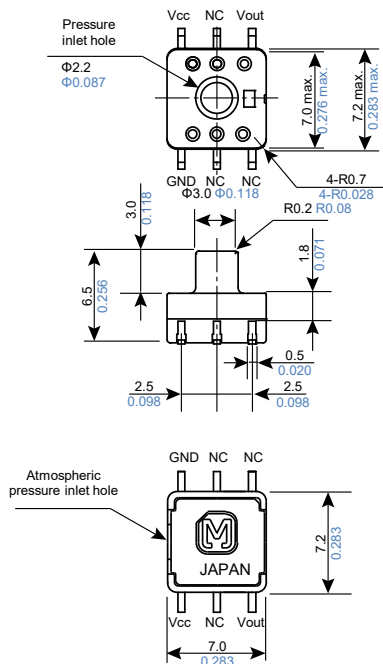 Vcc NC Vout
Pressure
inlet hole
Φ2.2
Φ0.087
7.0 max.
0.276 max.
7.2 max.
0.283 max.
GND NC NC
4-R0.7
4-R0.028
Φ3.0 Φ0.118
R0.2 R0.08
3.0
0.118
1.8
0.071
6.5
0.256
0.5
0.020
2.5
0.098
2.5
0.098
GND NC NC
Atmospheric
pressure inlet hole
M
JAPAN
7.2
0.283
Vcc NC Vout
7.0
0.283